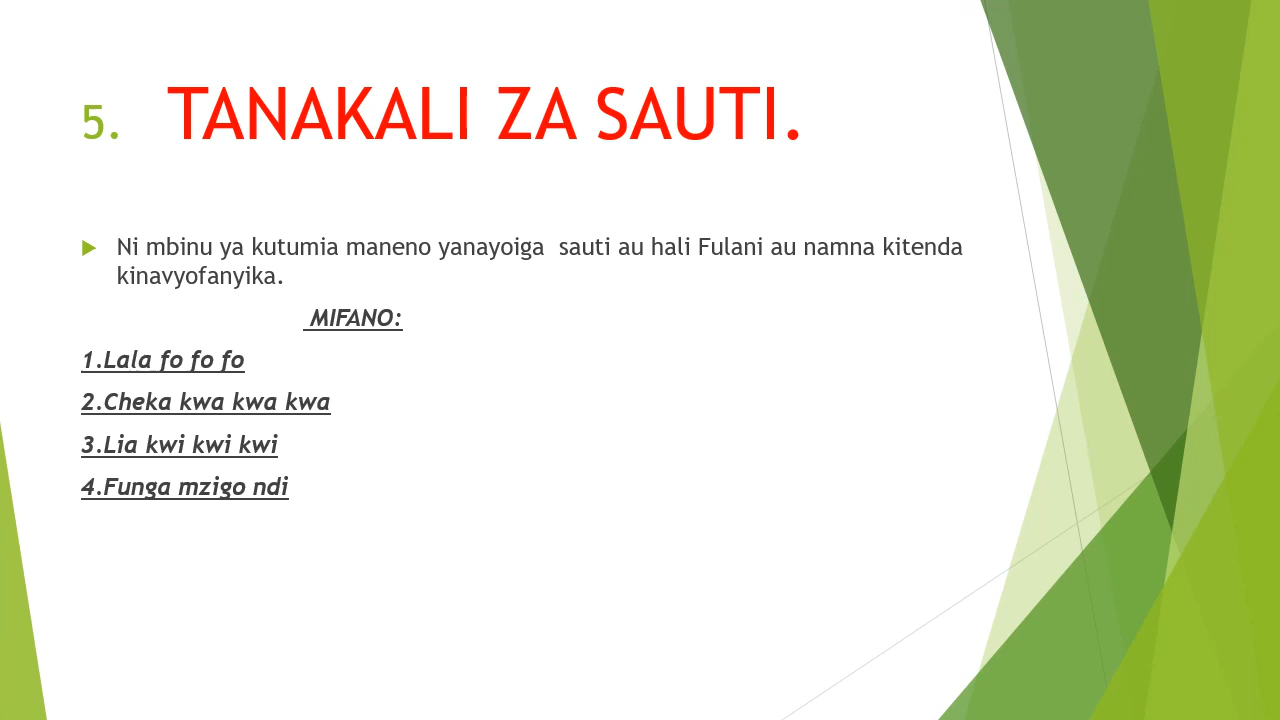 5. TANAKALI ZA SAUTI.
Ni mbinu ya kutumia maneno yanayoiga sauti au hali Fulani au namna kitenda
kinavyofanyika.
MIFANO:
1.Lala fo fo fo
2.Cheka kwa kwa kwa
3.Lia kwi kwi kwi
4.Funga mzigo ndi